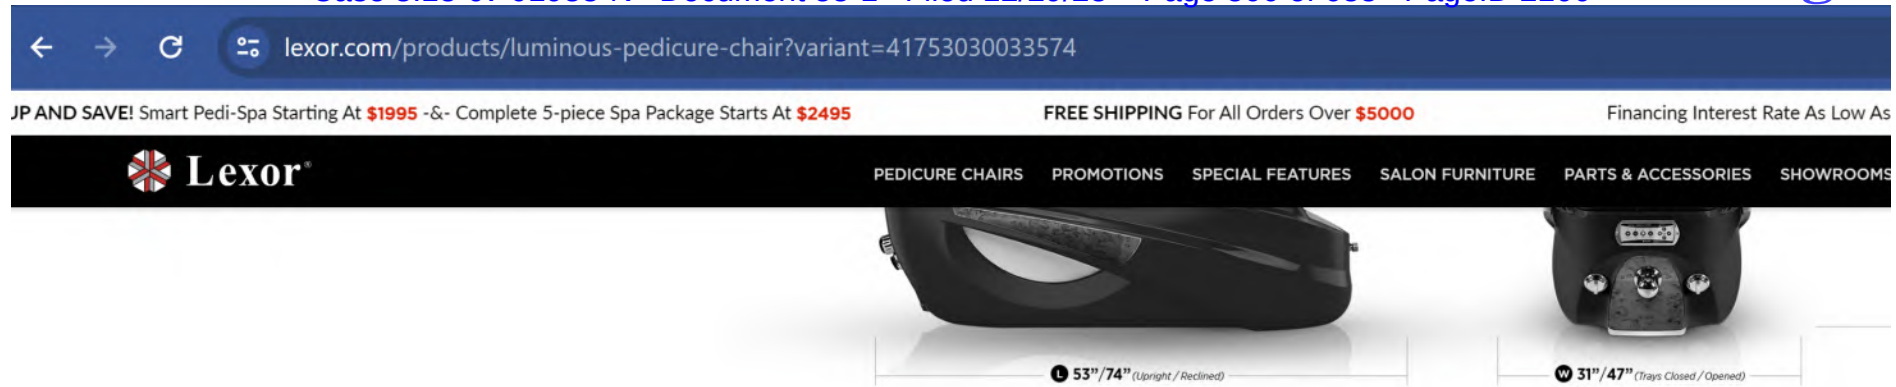 lexor.com/products/luminous-pedicure-chair?variant=41753030033574
UP AND SAVE! Smart Pedi-Spa Starting At $1995 -&- Complete 5-piece Spa Package Starts At $2495 FREE SHIPPING For All Orders Over $5000 Financing Interest Rate As Low As
Lexor® PEDICURE CHAIRS PROMOTIONS SPECIAL FEATURES SALON FURNITURE PARTS & ACCESSORIES SHOWROOMS
L 53”/74” (Upright / Reclined) W 31”/47” (Trays Closed / Opened)